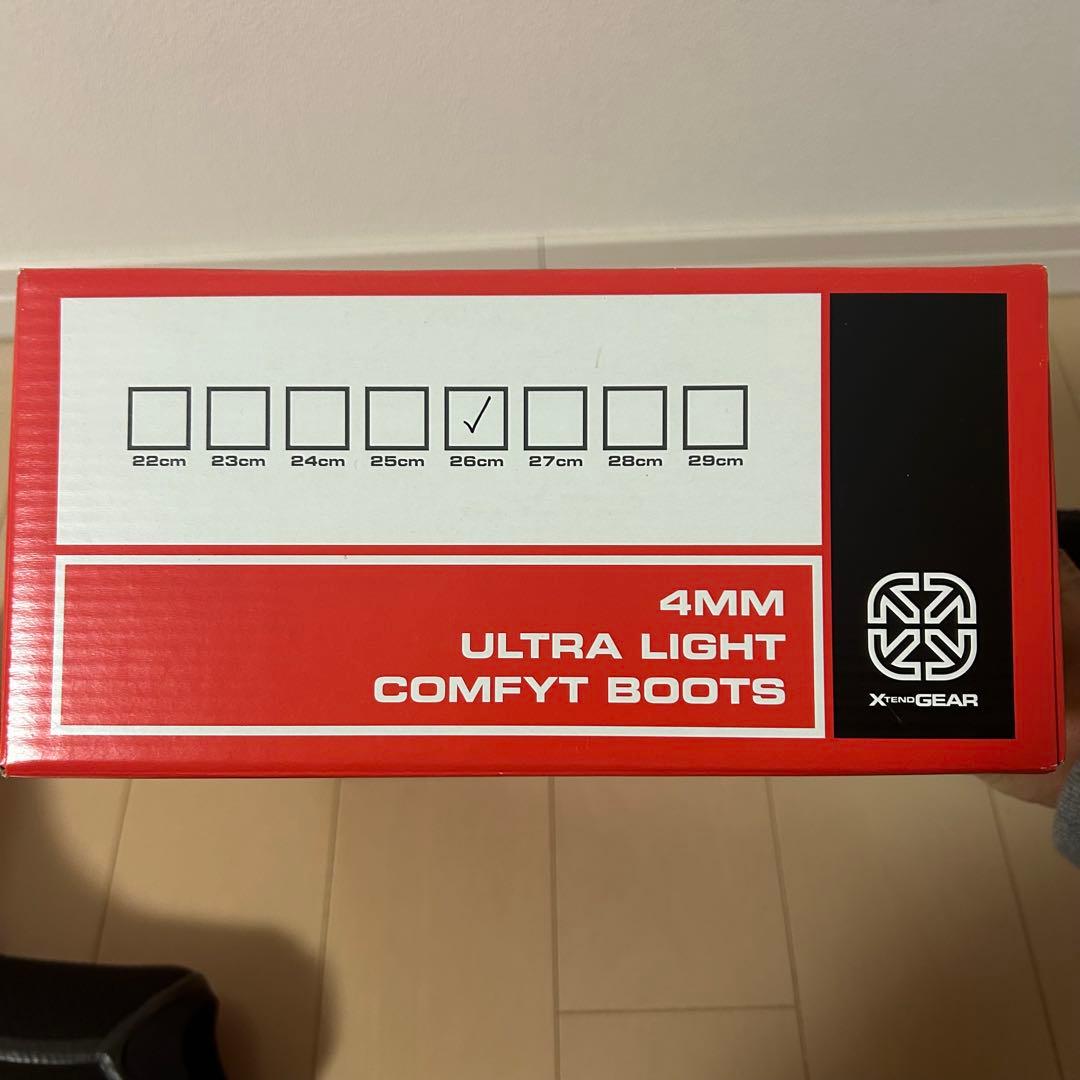 22cm 23cm 24cm 25cm 26cm 27cm 28cm 29cm
4MM
ULTRA LIGHT
COMFYT BOOTS
XTENDGEAR